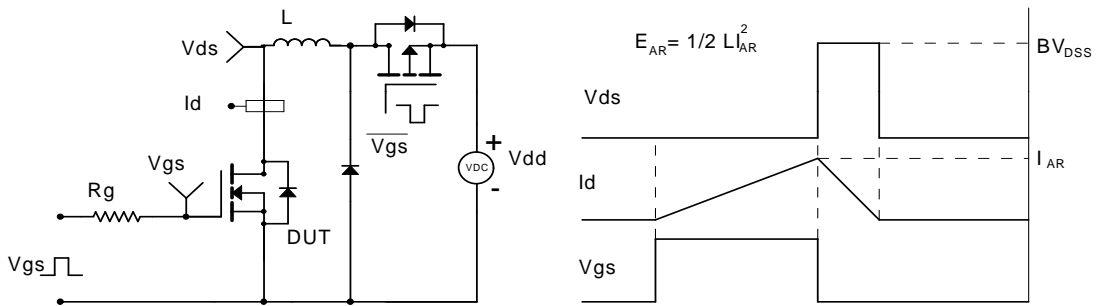 L
Vds
Id
Vgs
Vgs
+
VDC
Vdd
-
Rg
DUT
Vgs
E_AR = 1/2 LI²_AR
BV_DSS
Vds
I_AR
Id
Vgs